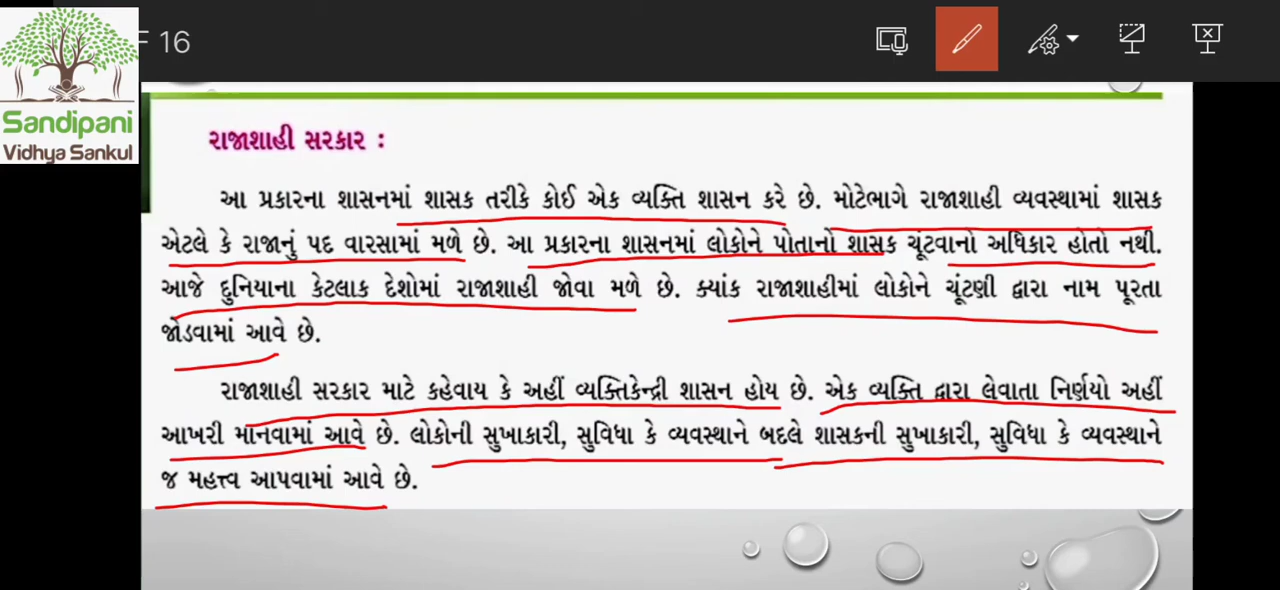 F 16
Sandipani
Vidhya Sankul
રાજાશાહી સરકાર :
આ પ્રકારના શાસનમાં શાસક તરીકે કોઈ એક વ્યક્તિ શાસન કરે છે. મોટેભાગે રાજાશાહી વ્યવસ્થામાં શાસક
એટલે કે રાજાનું પદ વારસામાં મળે છે. આ પ્રકારના શાસનમાં લોકોને પોતાનો શાસક ચૂંટવાનો અધિકાર હોતો નથી.
આજે દુનિયાના કેટલાક દેશોમાં રાજાશાહી જોવા મળે છે. ક્યાંક રાજાશાહીમાં લોકોને ચૂંટણી દ્વારા નામ પૂરતા
જોડવામાં આવે છે.
રાજાશાહી સરકાર માટે કહેવાય કે અહીં વ્યક્તિકેન્દ્રી શાસન હોય છે. એક વ્યક્તિ દ્વારા લેવાતા નિર્ણયો અહીં
આખરી માનવામાં આવે છે. લોકોની સુખાકારી, સુવિધા કે વ્યવસ્થાને બદલે શાસકની સુખાકારી, સુવિધા કે વ્યવસ્થાને
જ મહત્ત્વ આપવામાં આવે છે.